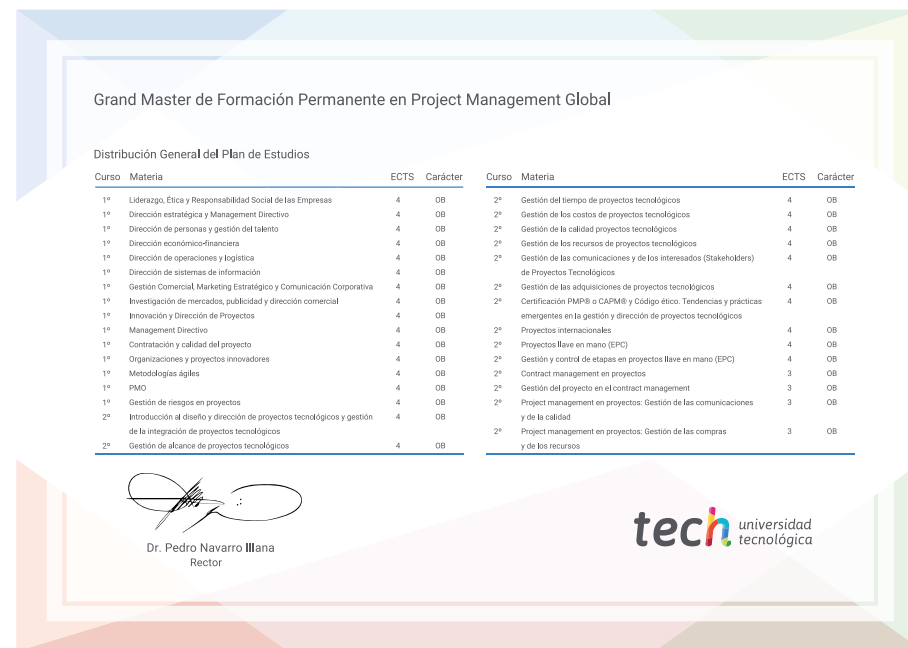 Grand Master de Formación Permanente en Project Management Global
Distribución General del Plan de Estudios
Curso Materia ECTS Carácter
1º Liderazgo, Ética y Responsabilidad Social de las Empresas 4 OB
1º Dirección estratégica y Management Directivo 4 OB
1º Dirección de personas y gestión del talento 4 OB
1º Dirección económico-financiera 4 OB
1º Dirección de operaciones y logística 4 OB
1º Dirección de sistemas de información 4 OB
1º Gestión Comercial, Marketing Estratégico y Comunicación Corporativa 4 OB
1º Investigación de mercados, publicidad y dirección comercial 4 OB
1º Innovación y Dirección de Proyectos 4 OB
1º Management Directivo 4 OB
1º Contratación y calidad del proyecto 4 OB
1º Organizaciones y proyectos innovadores 4 OB
1º Metodologías ágiles 4 OB
1º PMO 4 OB
1º Gestión de riesgos en proyectos 4 OB
2º Introducción al diseño y dirección de proyectos tecnológicos y gestión 4 OB
de la integración de proyectos tecnológicos
2º Gestión de alcance de proyectos tecnológicos 4 OB
Curso Materia ECTS Carácter
2º Gestión del tiempo de proyectos tecnológicos 4 OB
2º Gestión de los costos de proyectos tecnológicos 4 OB
2º Gestión de la calidad proyectos tecnológicos 4 OB
2º Gestión de los recursos de proyectos tecnológicos 4 OB
2º Gestión de las comunicaciones y de los interesados (Stakeholders) 4 OB
de Proyectos Tecnológicos
2º Gestión de las adquisiciones de proyectos tecnológicos 4 OB
2º Certificación PMP® o CAPM® y Código ético. Tendencias y prácticas 4 OB
emergentes en la gestión y dirección de proyectos tecnológicos
2º Proyectos internacionales 4 OB
2º Proyectos llave en mano (EPC) 4 OB
2º Gestión y control de etapas en proyectos llave en mano (EPC) 4 OB
2º Contract management en proyectos 3 OB
2º Gestión del proyecto en el contract management 3 OB
2º Project management en proyectos: Gestión de las comunicaciones 3 OB
y de la calidad
2º Project management en proyectos: Gestión de las compras 3 OB
y de los recursos
Dr. Pedro Navarro Illana
Rector
tech universidad
tecnológica